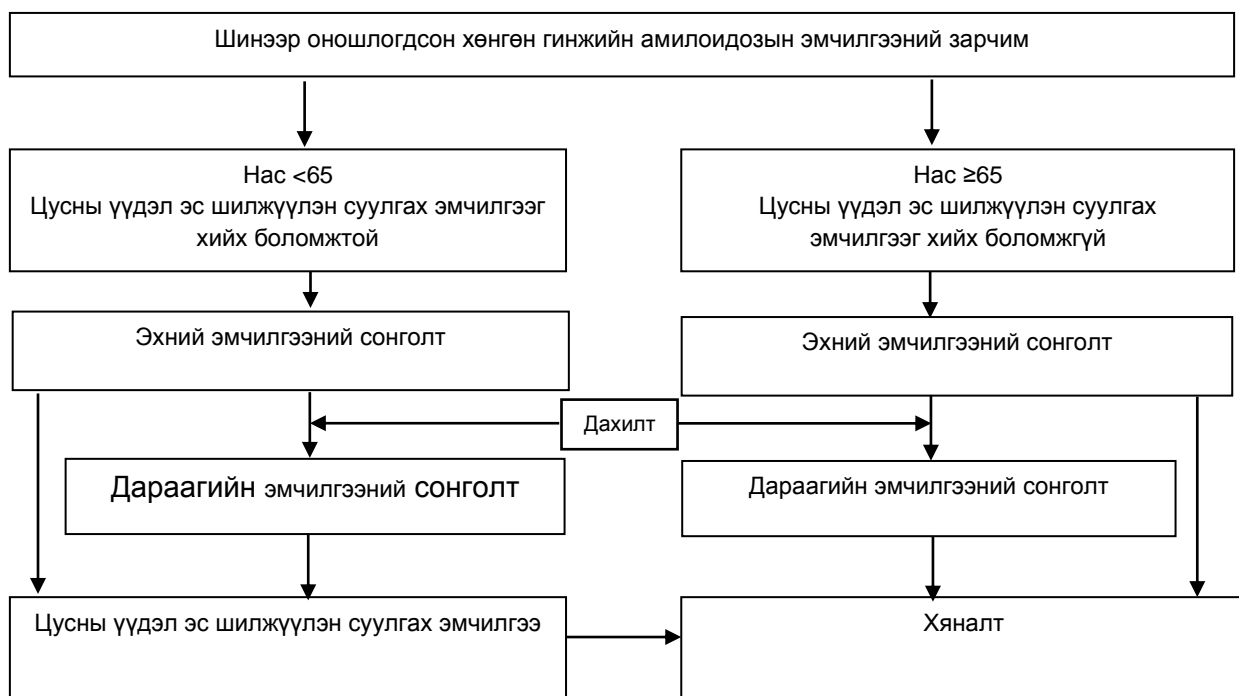 Шинээр оношлогдсон хөнгөн гинжийн амилоидозын эмчилгээний зарчим
Нас <65
Цусны үүдэл эс шилжүүлэн суулгах эмчилгээг
хийх боломжтой
Нас ≥65
Цусны үүдэл эс шилжүүлэн суулгах
эмчилгээг хийх боломжгүй
Эхний эмчилгээний сонголт
Эхний эмчилгээний сонголт
Дахилт
Дараагийн эмчилгээний сонголт
Дараагийн эмчилгээний сонголт
Цусны үүдэл эс шилжүүлэн суулгах эмчилгээ
Хяналт